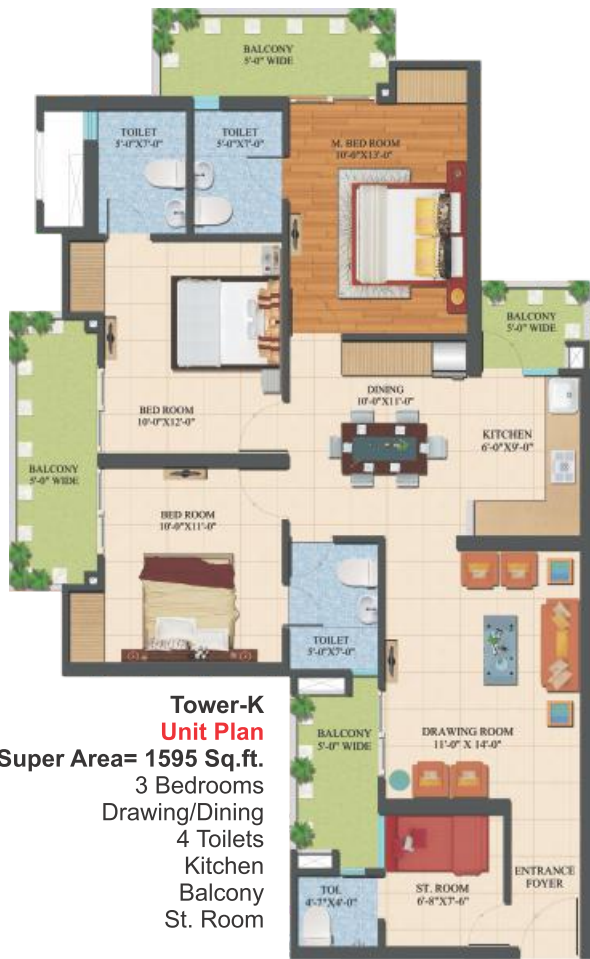 BALCONY
5'-0" WIDE
TOILET
5'-0"X7'-0"
TOILET
5'-0"X7'-0"
M. BED ROOM
10'-0"X13'-0"
BALCONY
5'-0" WIDE
DINING
10'-0"X11'-0"
BED ROOM
10'-0"X12'-0"
KITCHEN
6'-0X9'-0"
BALCONY
5'-0" WIDE
BED ROOM
10'-0"X11'-0"
TOILET
5'-0"X7'-0"
Tower-K
Unit Plan
Super Area= 1595 Sq.ft.
3 Bedrooms
Drawing/Dining
4 Toilets
Kitchen
Balcony
St. Room
BALCONY
5'-0" WIDE
DRAWING ROOM
11'-0" X 14'-0"
ENTRANCE
FOYER
TOI.
4'-7"X4'-0"
ST. ROOM
6'-8"X7'-6"